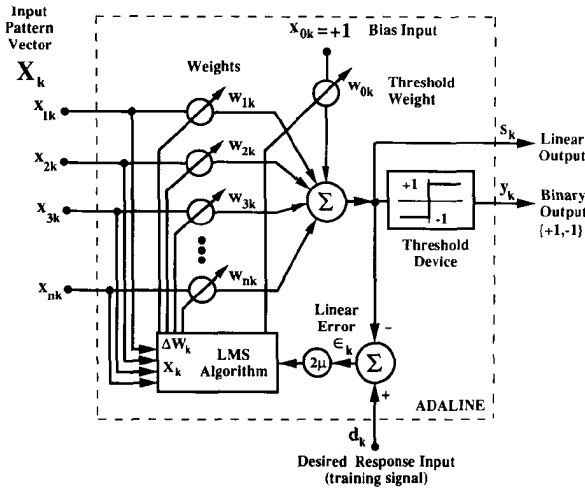 Input
Pattern
Vector
X_k
x_0k = +1
Bias Input
Weights
x_1k
w_1k
w_0k
Threshold
Weight
x_2k
w_2k
s_k
Linear
Output
x_3k
w_3k
Σ
+1
-1
y_k
Binary
Output
{+1,-1}
Threshold
Device
x_nk
w_nk
Linear
Error
∈_k
ΔW_k
X_k
LMS
Algorithm
2μ
Σ
-
+
ADALINE
d_k
Desired Response Input
(training signal)